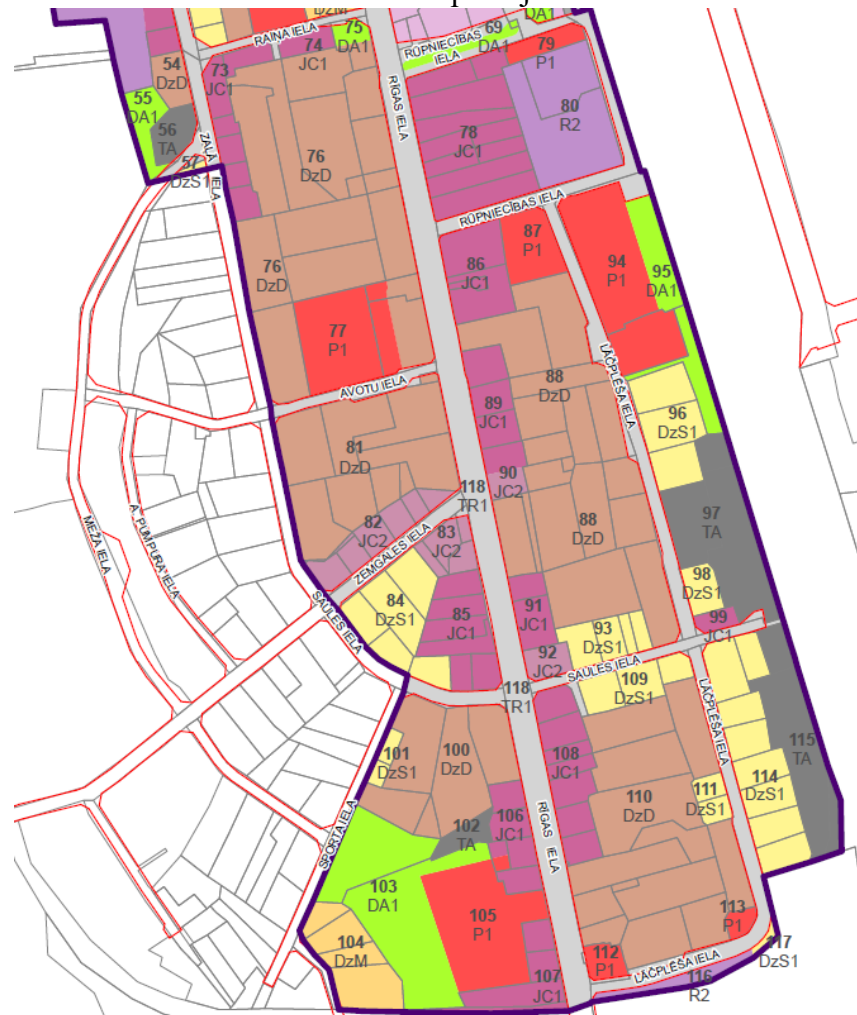 DzM
75
DA1
69
DA1
DA1
RAIŅA IELA
74
JC1
RŪPNIECĪBAS
IELA
79
P1
54
DzD
73
JC1
RĪGAS IELA
55
DA1
56
TA
80
R2
78
JC1
ZAĻĀ IELA
57
DzS1
76
DzD
RŪPNIECĪBAS IELA
87
P1
86
JC1
94
P1
95
DA1
76
DzD
77
P1
LĀČPLĒŠA IELA
AVOTU IELA
88
DzD
89
JC1
96
DzS1
81
DzD
90
JC2
118
TR1
97
TA
MEŽA IELA
A. PUMPURA IELA
82
JC2
83
JC2
ZEMGALES IELA
88
DzD
98
DzS1
SAULES IELA
84
DzS1
85
JC1
91
JC1
93
DzS1
99
JC1
92
JC2
SAULES IELA
118
TR1
109
DzS1
LĀČPLĒŠA IELA
101
DzS1
100
DzD
108
JC1
115
TA
114
DzS1
111
DzS1
110
DzD
106
JC1
RĪGAS IELA
102
TA
SPORTA IELA
103
DA1
105
P1
113
P1
104
DzM
112
P1
117
DzS1
LĀČPLĒŠA IELA
107
JC1
116
R2